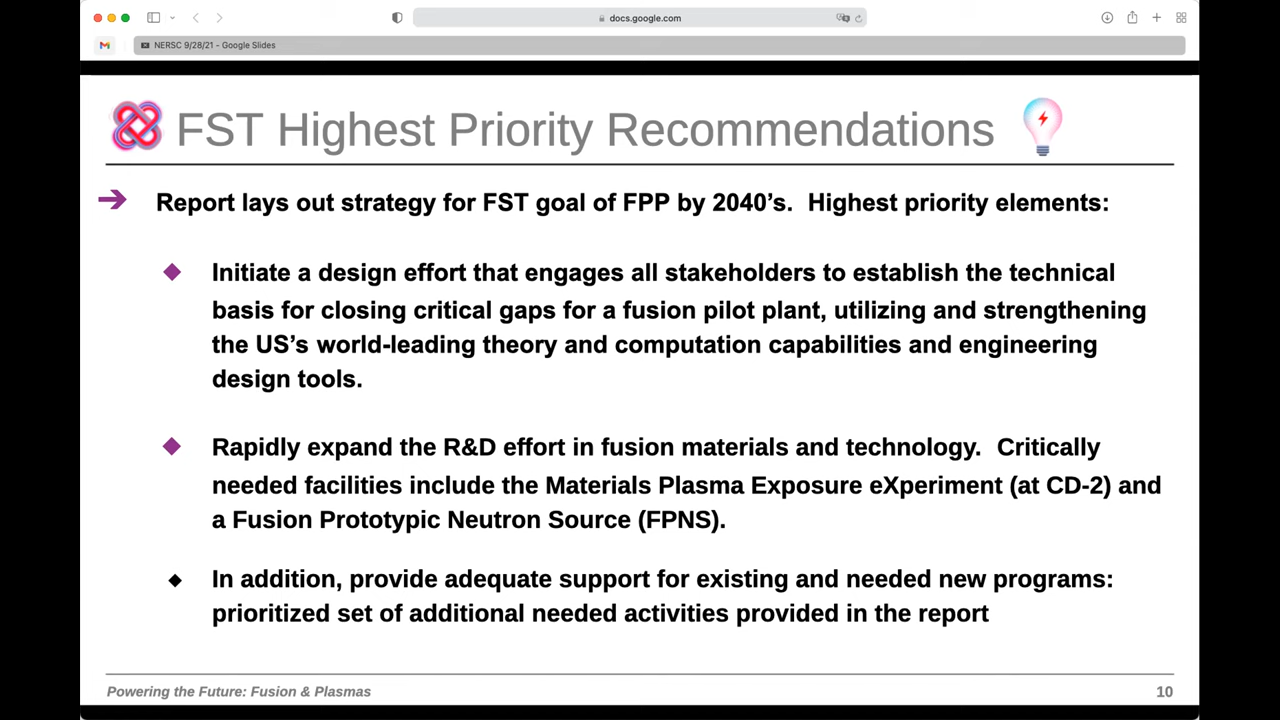 docs.google.com
NERSC 9/28/21 - Google Slides
FST Highest Priority Recommendations
Report lays out strategy for FST goal of FPP by 2040's. Highest priority elements:
Initiate a design effort that engages all stakeholders to establish the technical
basis for closing critical gaps for a fusion pilot plant, utilizing and strengthening
the US's world-leading theory and computation capabilities and engineering
design tools.
Rapidly expand the R&D effort in fusion materials and technology. Critically
needed facilities include the Materials Plasma Exposure eXperiment (at CD-2) and
a Fusion Prototypic Neutron Source (FPNS).
In addition, provide adequate support for existing and needed new programs:
prioritized set of additional needed activities provided in the report
Powering the Future: Fusion & Plasmas
10